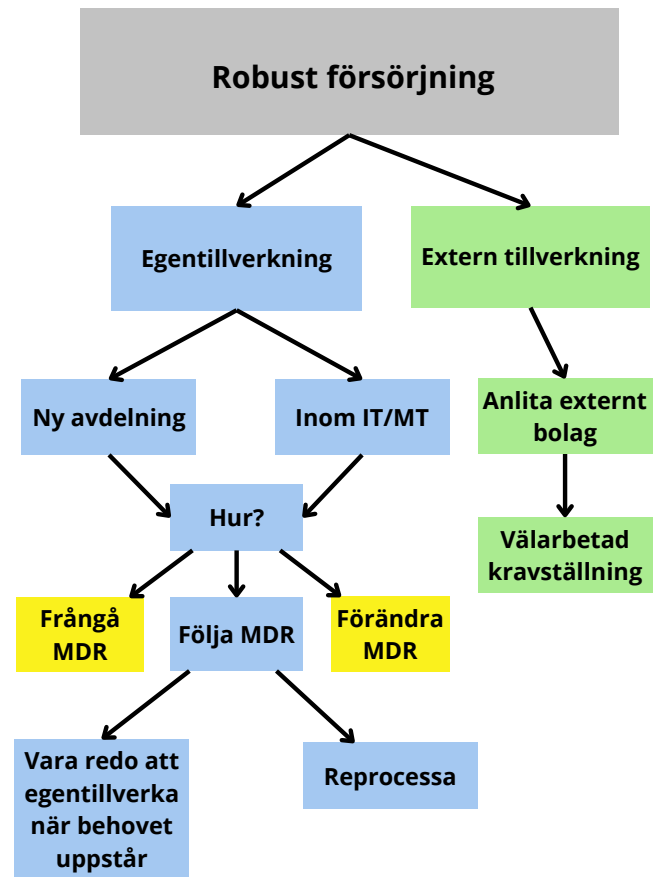 Robust försörjning
Egentillverkning
Extern tillverkning
Ny avdelning
Inom IT/MT
Anlita externt
bolag
Hur?
Välarbetad
kravställning
Frångå
MDR
Följa MDR
Förändra
MDR
Vara redo att
egentillverka
när behovet
uppstår
Reprocessa